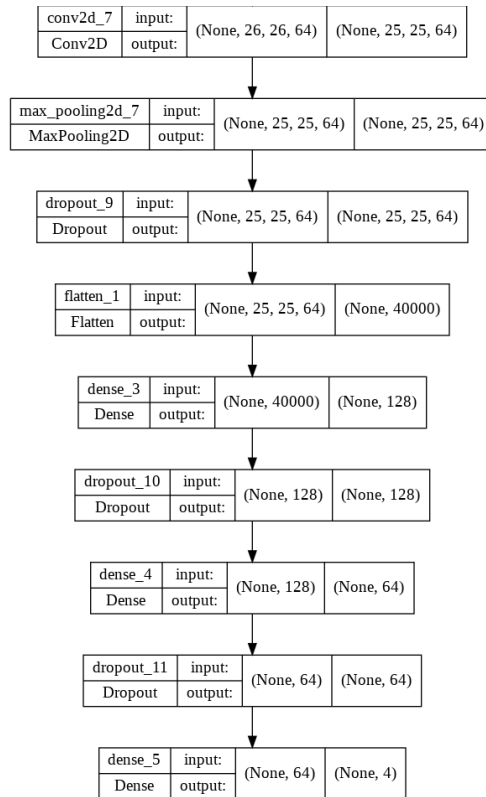 conv2d_7 input: (None, 26, 26, 64) (None, 25, 25, 64)
Conv2D output:
max_pooling2d_7 input: (None, 25, 25, 64) (None, 25, 25, 64)
MaxPooling2D output:
dropout_9 input: (None, 25, 25, 64) (None, 25, 25, 64)
Dropout output:
flatten_1 input: (None, 25, 25, 64) (None, 40000)
Flatten output:
dense_3 input: (None, 40000) (None, 128)
Dense output:
dropout_10 input: (None, 128) (None, 128)
Dropout output:
dense_4 input: (None, 128) (None, 64)
Dense output:
dropout_11 input: (None, 64) (None, 64)
Dropout output:
dense_5 input: (None, 64) (None, 4)
Dense output: